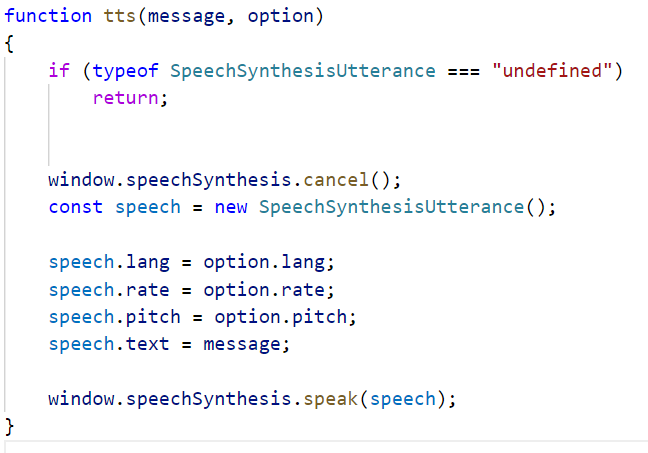 function tts(message, option)
{
    if (typeof SpeechSynthesisUtterance === "undefined")
        return;

    window.speechSynthesis.cancel();
    const speech = new SpeechSynthesisUtterance();

    speech.lang = option.lang;
    speech.rate = option.rate;
    speech.pitch = option.pitch;
    speech.text = message;

    window.speechSynthesis.speak(speech);
}